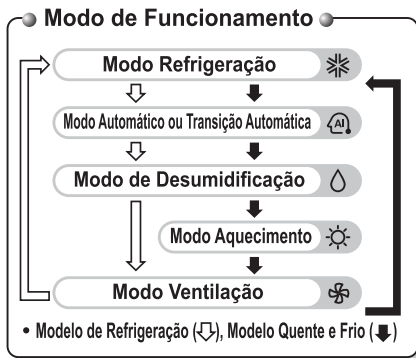 Modo de Funcionamento
Modo Refrigeração
Modo Automático ou Transição Automática
AI
Modo de Desumidificação
Modo Aquecimento
Modo Ventilação
• Modelo de Refrigeração (⇩), Modelo Quente e Frio (⬇)